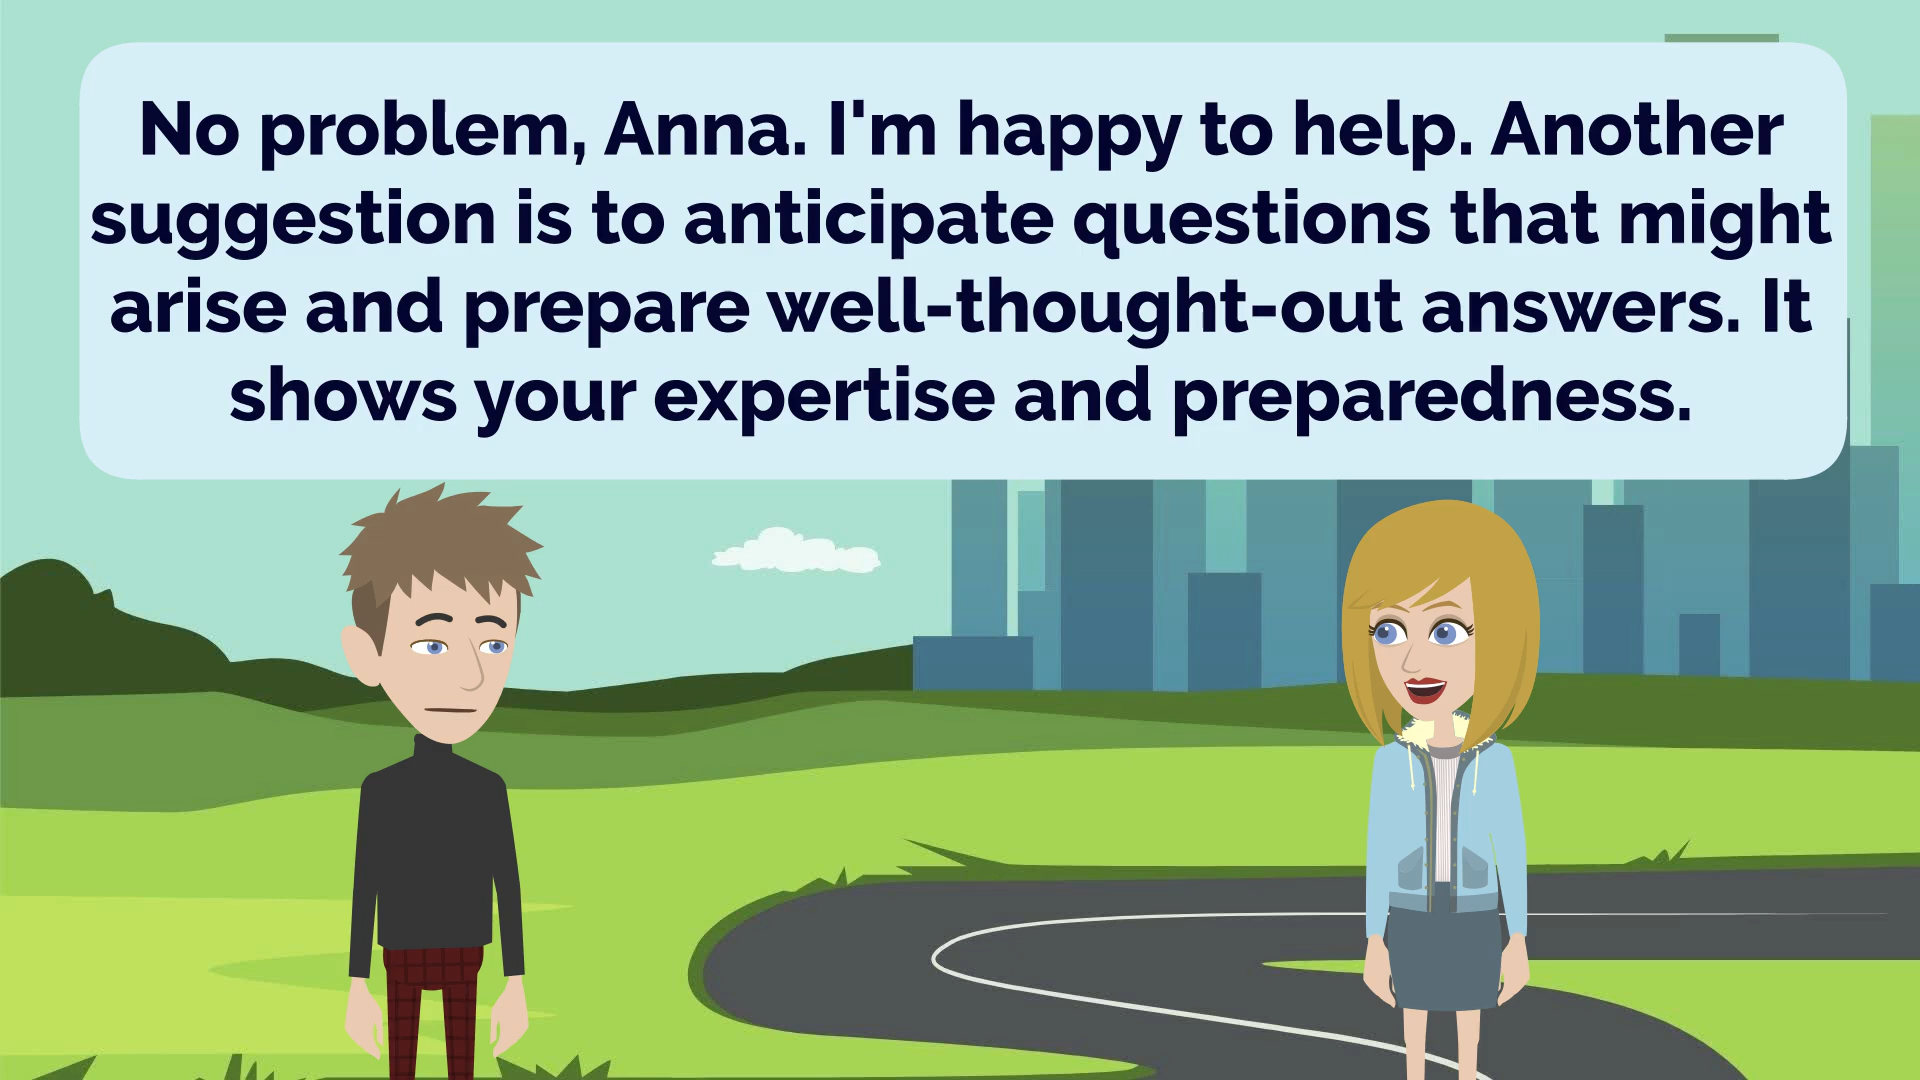 No problem, Anna. I'm happy to help. Another
suggestion is to anticipate questions that might
arise and prepare well-thought-out answers. It
shows your expertise and preparedness.